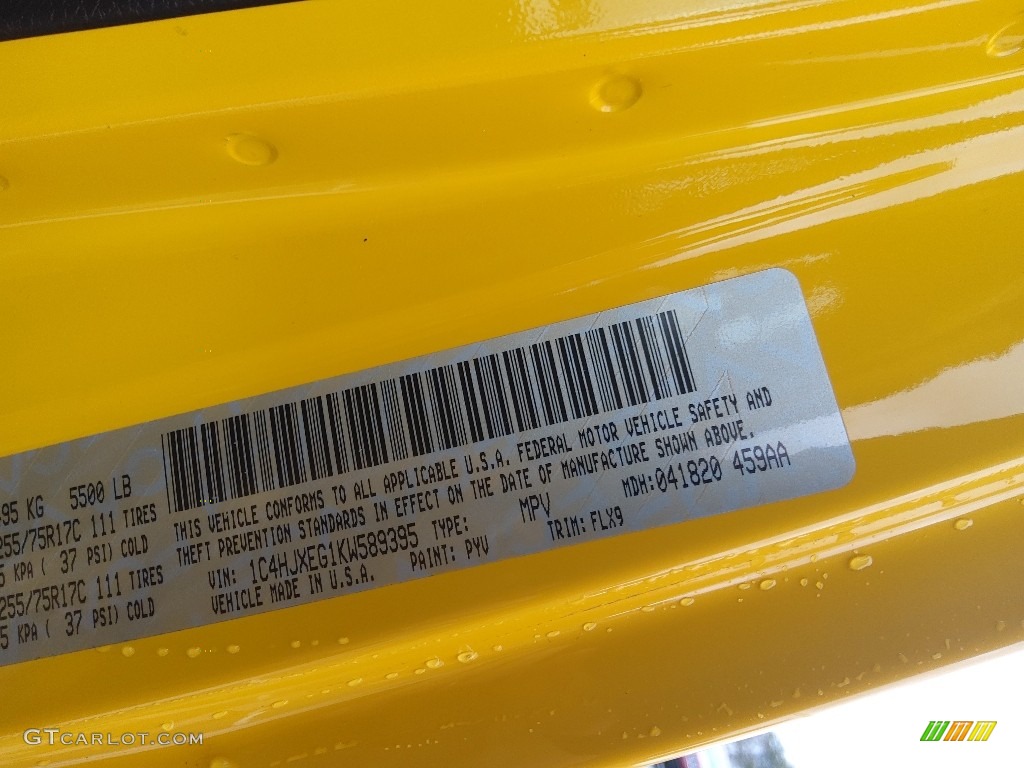 495 KG 5500 LB
255/75R17C 111 TIRES
5 KPA ( 37 PSI) COLD
255/75R17C 111 TIRES
5 KPA ( 37 PSI) COLD
THIS VEHICLE CONFORMS TO ALL APPLICABLE U.S.A. FEDERAL MOTOR VEHICLE SAFETY AND
THEFT PREVENTION STANDARDS IN EFFECT ON THE DATE OF MANUFACTURE SHOWN ABOVE.
VIN: 1C4HJXEG1KW589395 TYPE: MPV MDH:041820 459AA
VEHICLE MADE IN U.S.A. PAINT: PYV TRIM: FLX9
GTCARLOT.COM